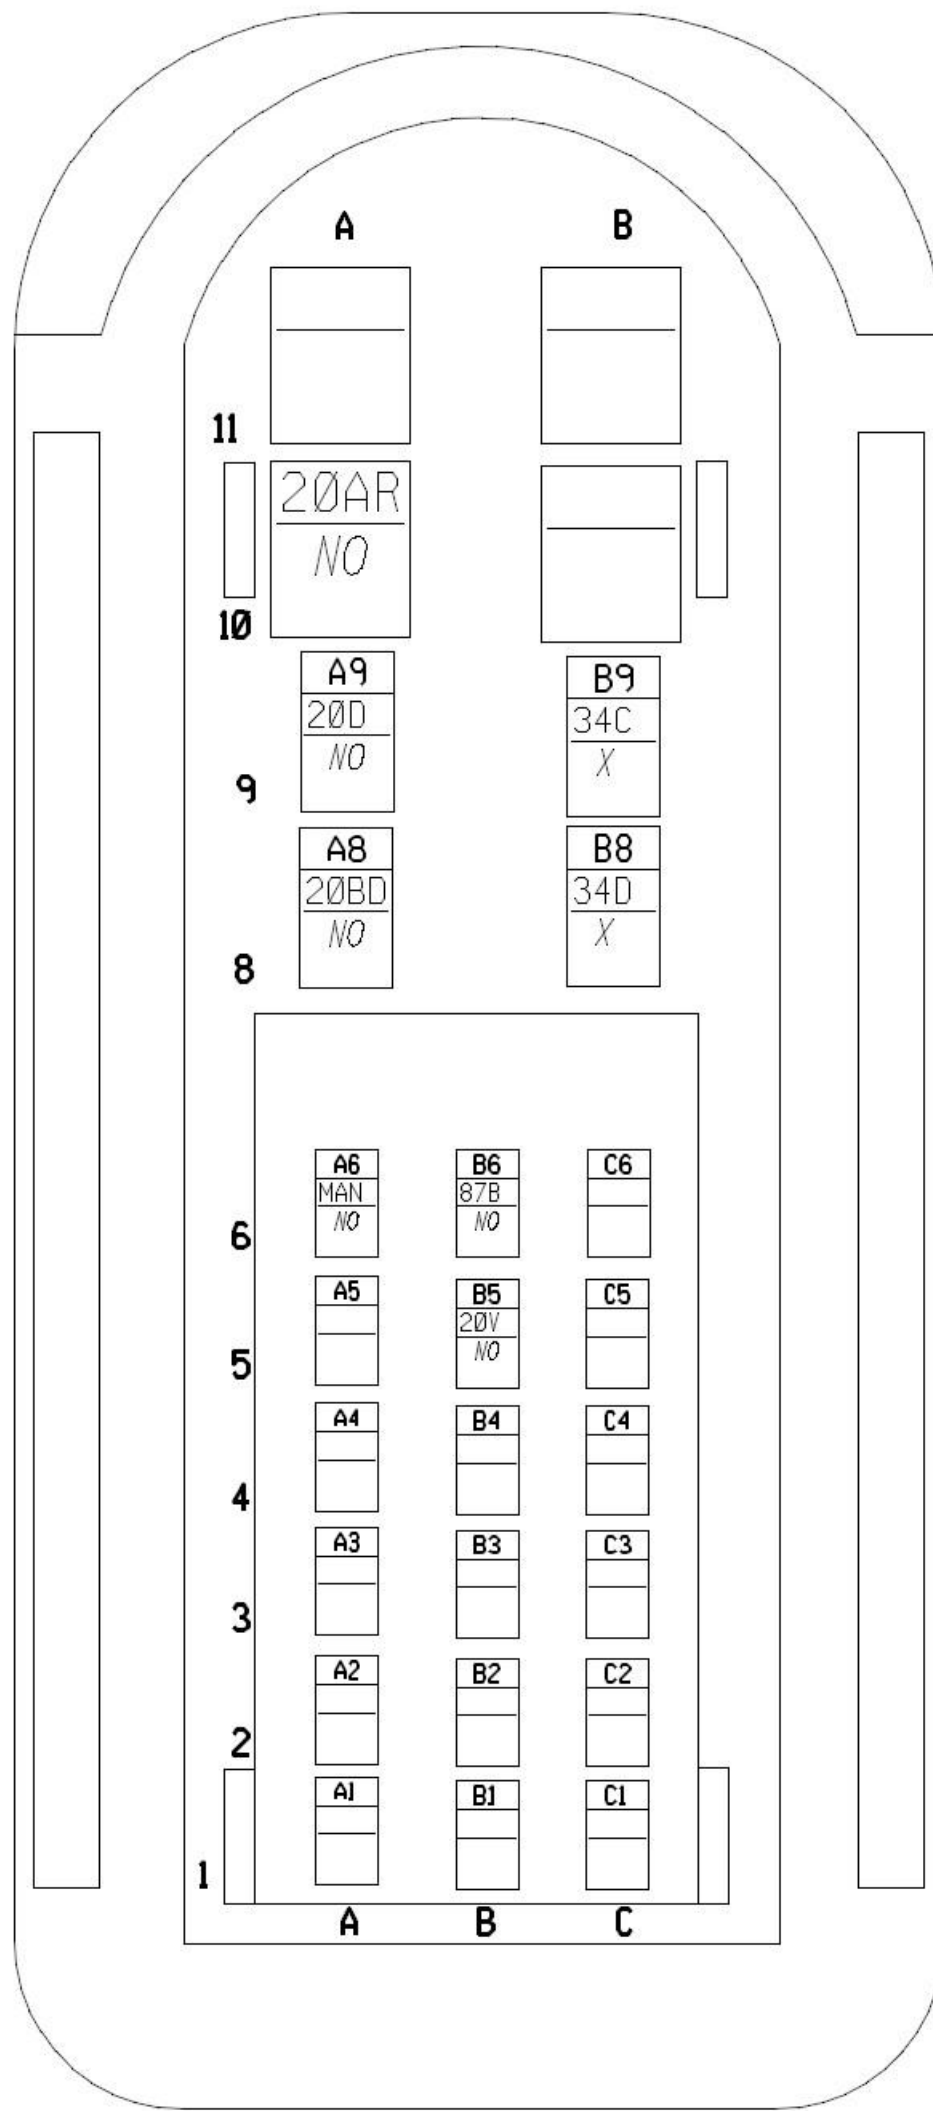 A B
11
20AR
NO
10
A9 B9
20D 34C
NO X
9
A8 B8
20BD 34D
NO X
8
A6 B6 C6
MAN 87B
NO NO
6
A5 B5 C5
20V
NO
5
A4 B4 C4
4
A3 B3 C3
3
A2 B2 C2
2
A1 B1 C1
1
A B C